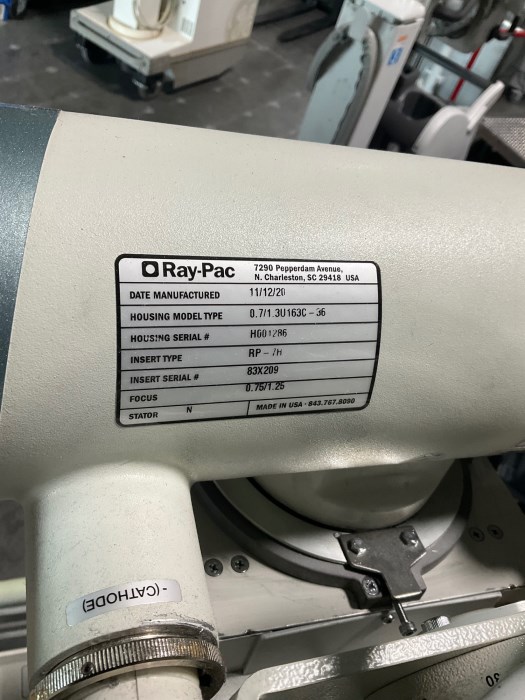 Ray-Pac 7290 Pepperdam Avenue,
N. Charleston, SC 29418 USA
DATE MANUFACTURED 11/12/20
HOUSING MODEL TYPE 0.7/1.3U163C - 36
HOUSING SERIAL # H601286
INSERT TYPE RP - 7H
INSERT SERIAL # 83X209
FOCUS 0.75/1.25
STATOR N MADE IN USA · 843.767.8090
- (CATHODE)
30